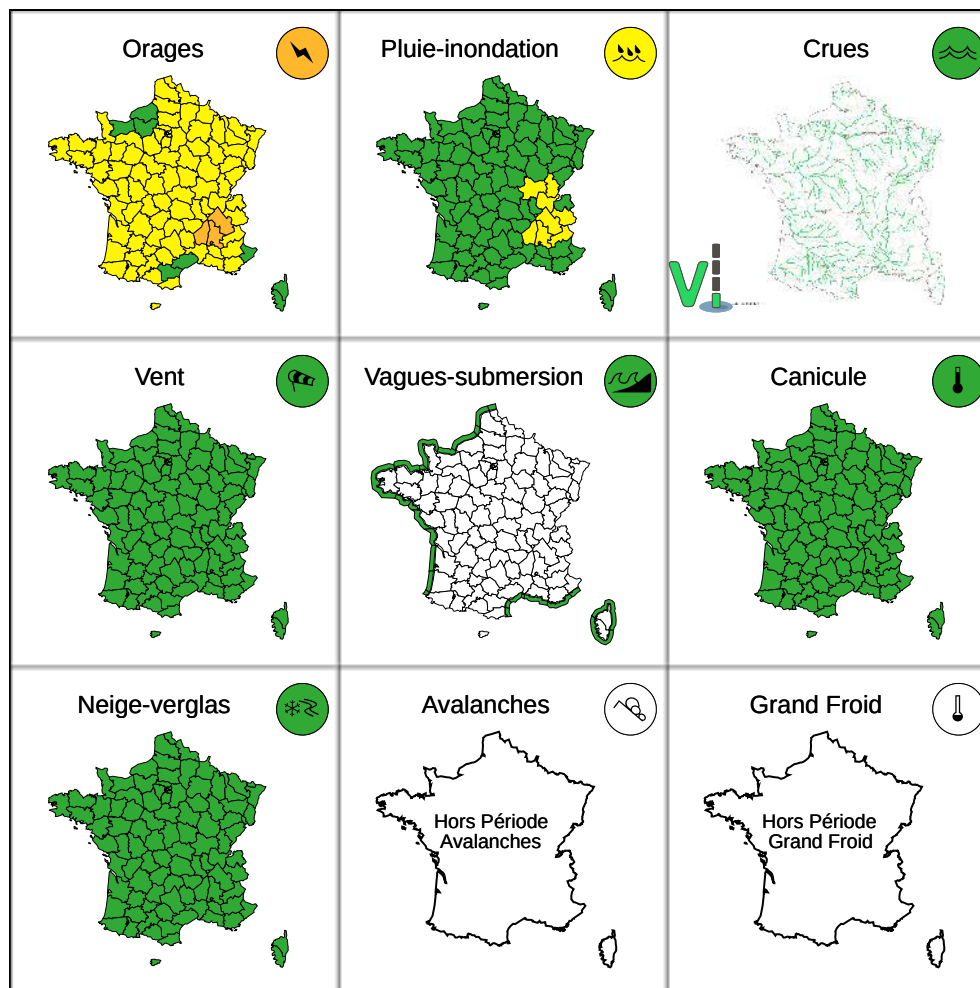 Orages
Pluie-inondation
Crues
Vi
Vent
Vagues-submersion
Canicule
Neige-verglas
Avalanches
Grand Froid
Hors Période
Avalanches
Hors Période
Grand Froid